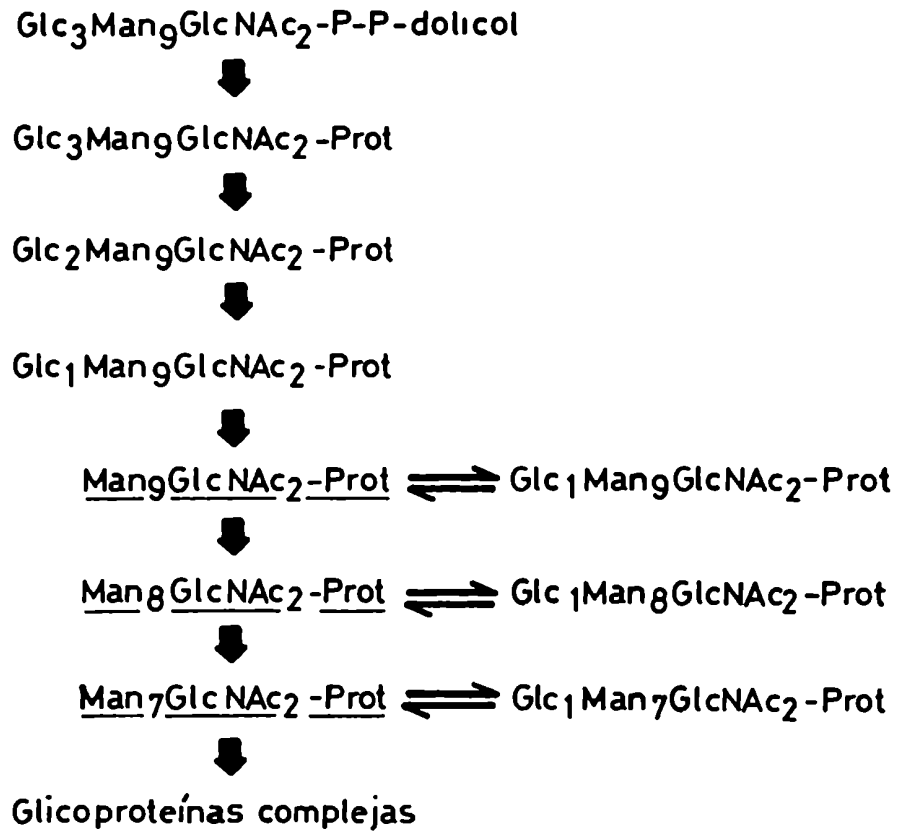 Glc₃Man₉GlcNAc₂-P-P-dolicol
Glc₃Man₉GlcNAc₂-Prot
Glc₂Man₉GlcNAc₂-Prot
Glc₁Man₉GlcNAc₂-Prot
Man₉GlcNAc₂-Prot ⇌ Glc₁Man₉GlcNAc₂-Prot
Man₈GlcNAc₂-Prot ⇌ Glc₁Man₈GlcNAc₂-Prot
Man₇GlcNAc₂-Prot ⇌ Glc₁Man₇GlcNAc₂-Prot
Glicoproteínas complejas